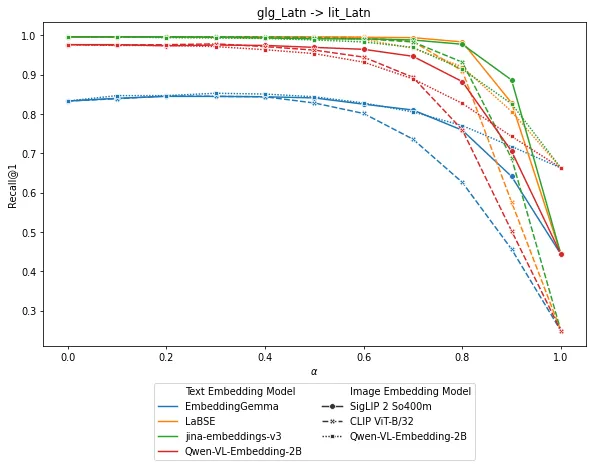 glg_Latn -> lit_Latn
Recall@1
1.0
0.9
0.8
0.7
0.6
0.5
0.4
0.3
0.0 0.2 0.4 0.6 0.8 1.0
α
Text Embedding Model Image Embedding Model
EmbeddingGemma SigLIP 2 So400m
LaBSE CLIP ViT-B/32
jina-embeddings-v3 Qwen-VL-Embedding-2B
Qwen-VL-Embedding-2B